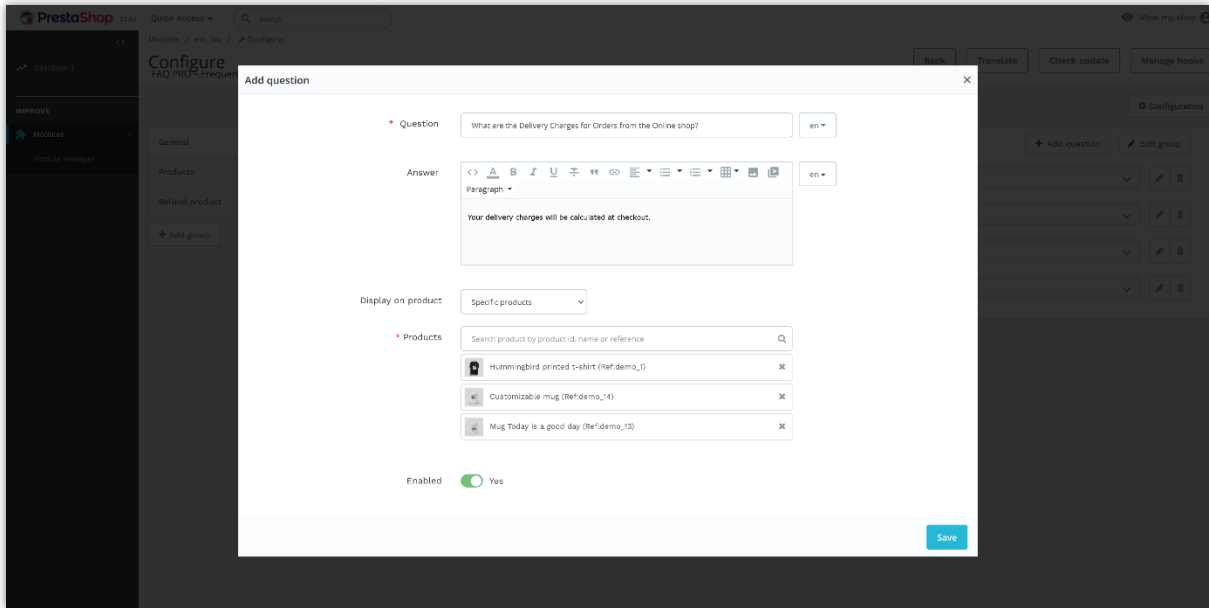 PrestaShop
Quick Access
Search
View my shop
Modules / ets_faq / Configure
Configure
FAQ PRO - Frequen
Back
Translate
Check update
Manage hooks
Dashboard
IMPROVE
Modules
Module Manager
Configuration
General
Products
Refund product
+ Add group
+ Add question
Edit group
Add question
×
* Question
What are the Delivery Charges for Orders from the Online shop?
en
Answer
Paragraph
en
Your delivery charges will be calculated at checkout.
Display on product
Specific products
* Products
Search product by product id, name or reference
Hummingbird printed t-shirt (Ref:demo_1)
Customizable mug (Ref:demo_14)
Mug Today is a good day (Ref:demo_13)
Enabled
Yes
Save